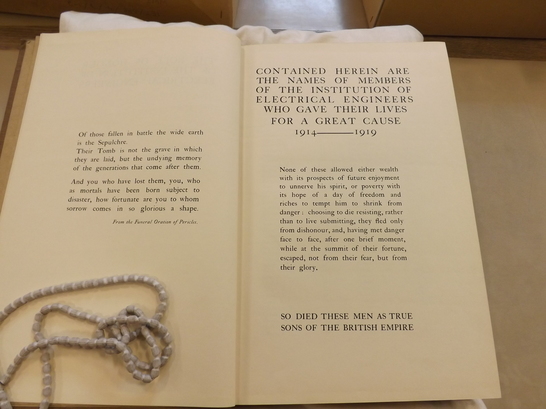 Of those fallen in battle the wide earth
is the Sepulchre.
Their Tomb is not the grave in which
they are laid, but the undying memory
of the generations that come after them.
And you who have lost them, you, who
as mortals have been born subject to
disaster, how fortunate are you to whom
sorrow comes in so glorious a shape.
From the Funeral Oration of Pericles.
CONTAINED HEREIN ARE
THE NAMES OF MEMBERS
OF THE INSTITUTION OF
ELECTRICAL ENGINEERS
WHO GAVE THEIR LIVES
FOR A GREAT CAUSE
1914——1919
None of these allowed either wealth
with its prospects of future enjoyment
to unnerve his spirit, or poverty with
its hope of a day of freedom and
riches to tempt him to shrink from
danger: choosing to die resisting, rather
than to live submitting, they fled only
from dishonour, and, having met danger
face to face, after one brief moment,
while at the summit of their fortune,
escaped, not from their fear, but from
their glory.
SO DIED THESE MEN AS TRUE
SONS OF THE BRITISH EMPIRE